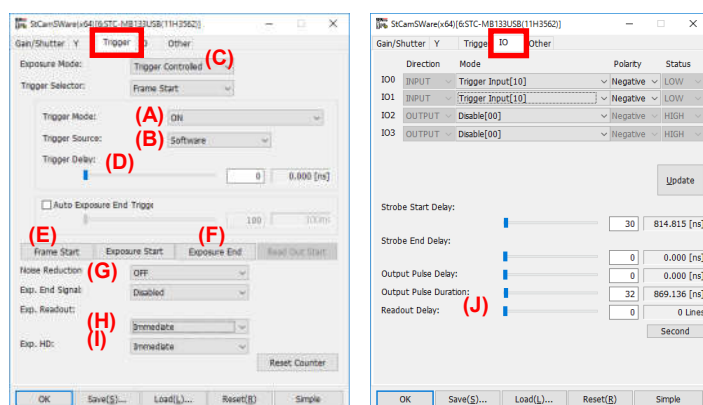 StCamSWare(x64)[6:STC-MB133USB(11H3562)]
Gain/Shutter Y Trigger Other
Exposure Mode: Trigger Controlled (C)
Trigger Selector: Frame Start
Trigger Mode: (A) ON
Trigger Source: (B) Software
Trigger Delay: (D)
0 0.000 [ns]
Auto Exposure End Trigge
100 100ms
(E) (F)
Frame Start Exposure Start Exposure End Read Out Start
Noise Reduction (G) OFF
Exp. End Signal: Disabled
Exp. Readout:
(H) Immediate
Exp. HD: (I) Immediate
Reset Counter
OK Save(S)... Load(L)... Reset(R) Simple
StCamSWare(x64)[6:STC-MB133USB(11H3562)]
Gain/Shutter Y Trigge IO Other
Direction Mode Polarity Status
IO0 INPUT Trigger Input[10] Negative LOW
IO1 INPUT Trigger Input[10] Negative LOW
IO2 OUTPUT Disable[00] Negative HIGH
IO3 OUTPUT Disable[00] Negative HIGH
Update
Strobe Start Delay:
30 814.815 [ns]
Strobe End Delay:
0 0.000 [ns]
Output Pulse Delay: 0 0.000 [ns]
Output Pulse Duration: 32 869.136 [ns]
Readout Delay: (J) 0 0 Lines
Second
OK Save(S)... Load(L)... Reset(R) Simple